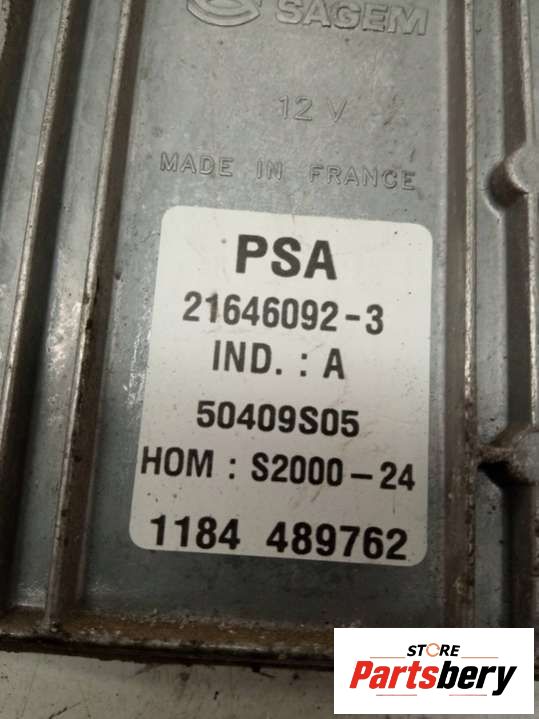 SAGEM
12 V
MADE IN FRANCE
PSA
21646092-3
IND. : A
50409S05
HOM : S2000-24
1184 489762
STORE
Partsbery